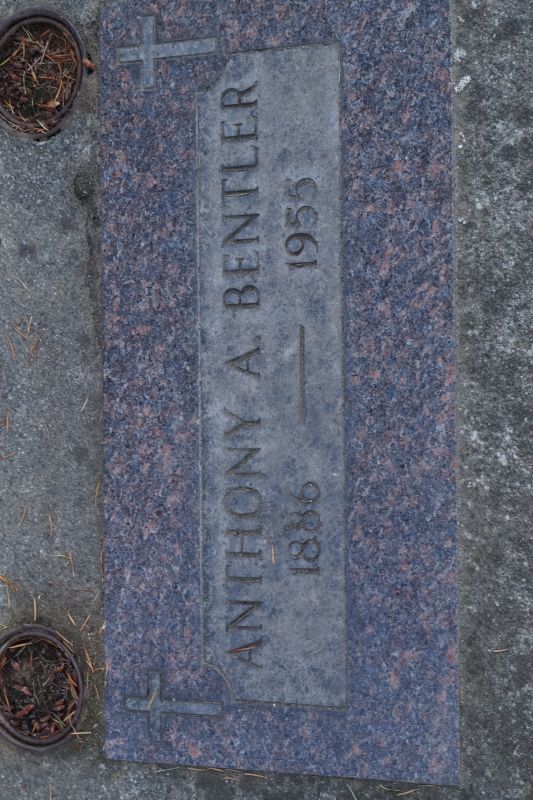 ANTHONY A. BENTLER
1886 — 1955